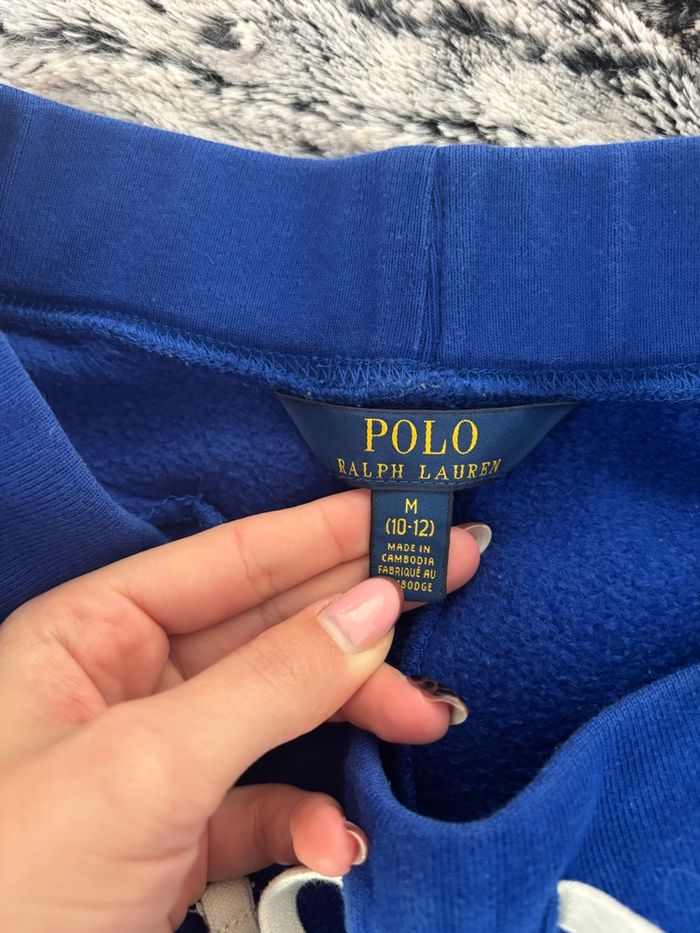 POLO
RALPH LAUREN
M
(10-12)
MADE IN
CAMBODIA
FABRIQUÉ AU